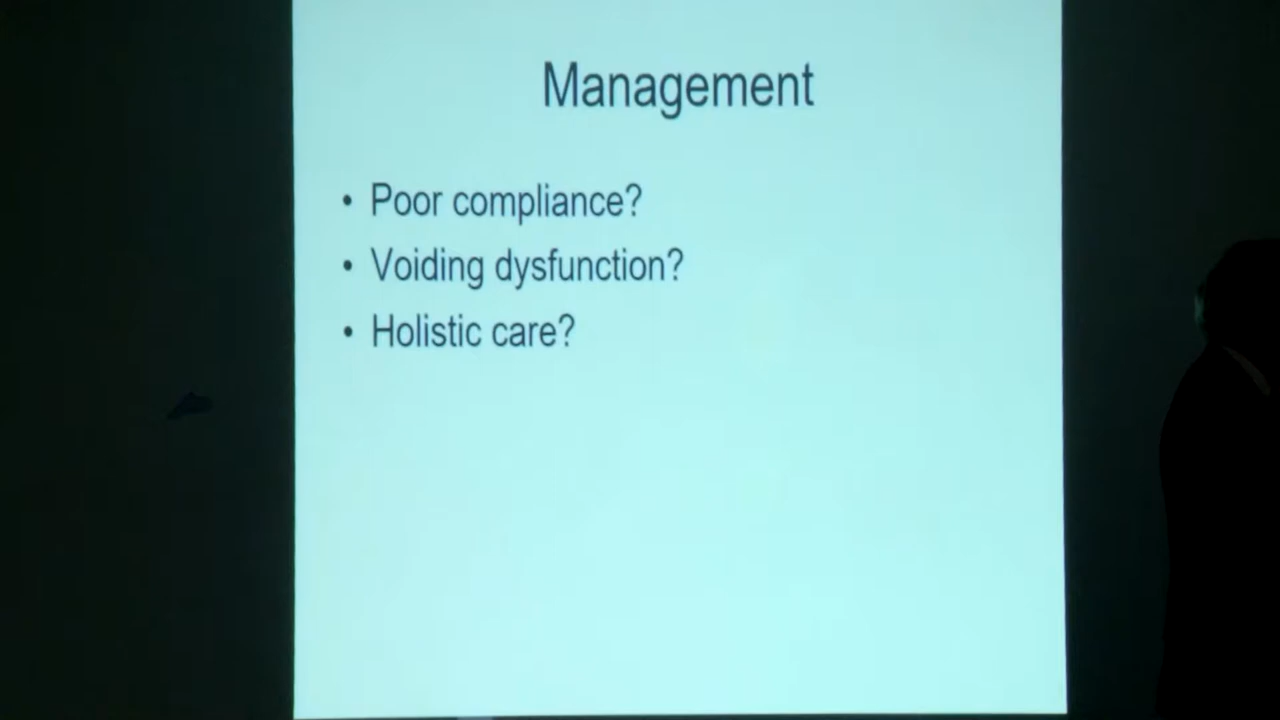 Management
• Poor compliance?
• Voiding dysfunction?
• Holistic care?